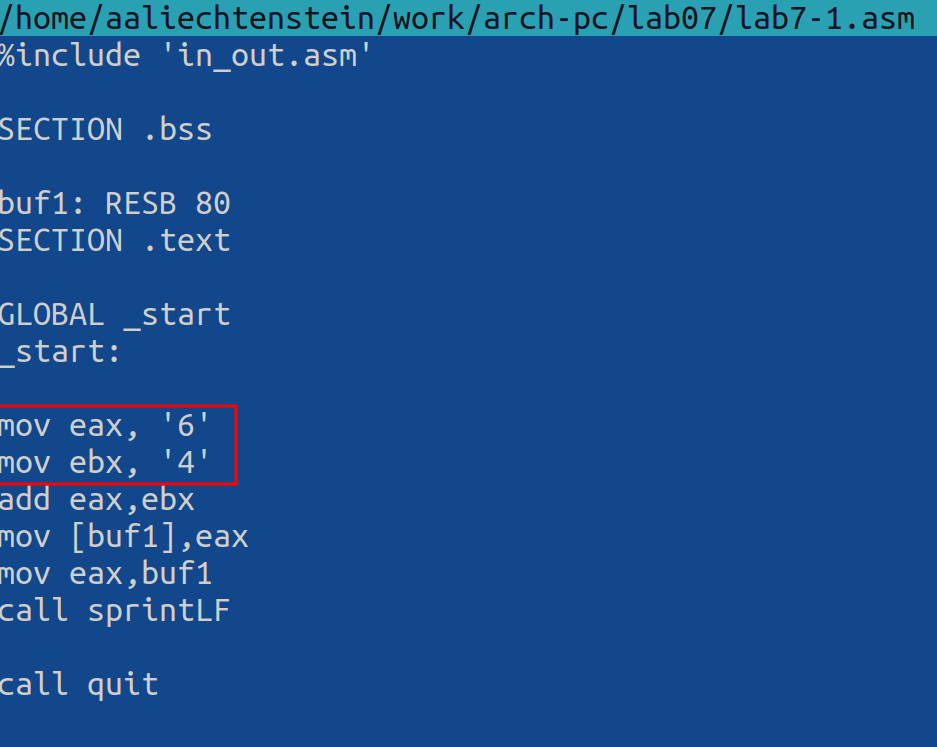 /home/aaliechtenstein/work/arch-pc/lab07/lab7-1.asm
%include 'in_out.asm'
SECTION .bss
buf1: RESB 80
SECTION .text
GLOBAL _start
_start:
mov eax, '6'
mov ebx, '4'
add eax,ebx
mov [buf1],eax
mov eax,buf1
call sprintLF
call quit